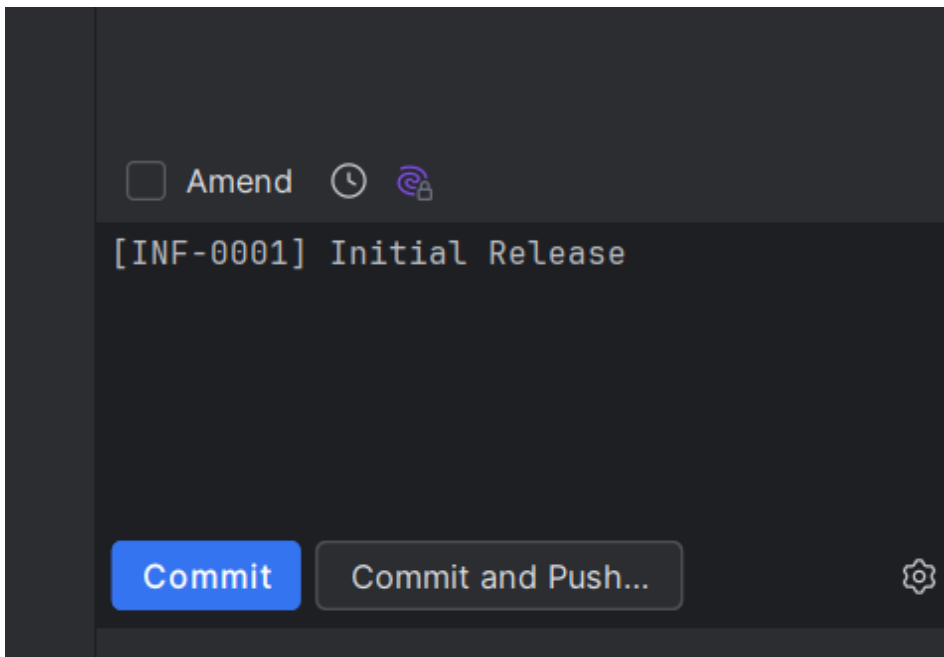 Amend
[INF-0001] Initial Release
Commit Commit and Push...